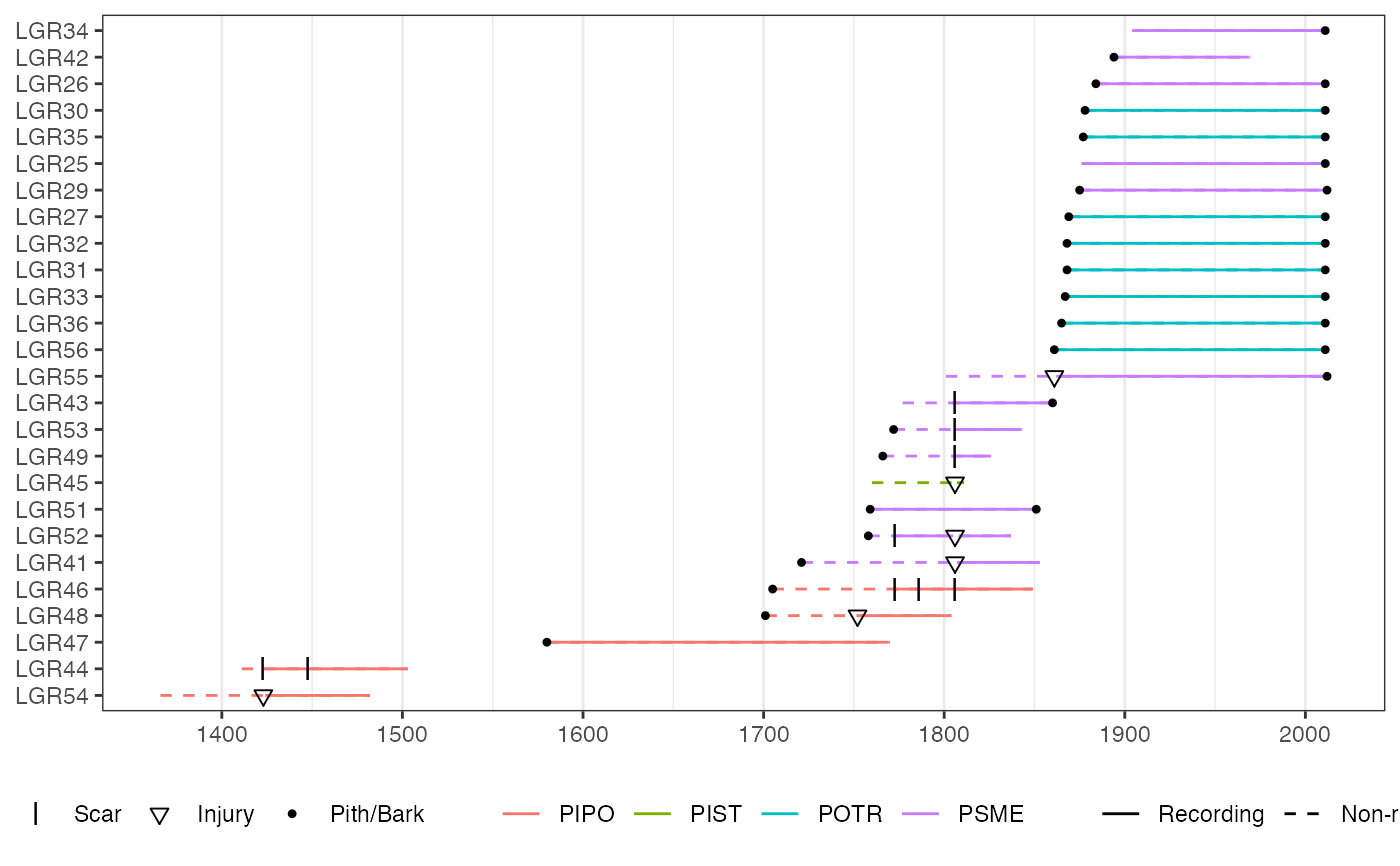 LGR34
LGR42
LGR26
LGR30
LGR35
LGR25
LGR29
LGR27
LGR32
LGR31
LGR33
LGR36
LGR56
LGR55
LGR43
LGR53
LGR49
LGR45
LGR51
LGR52
LGR41
LGR46
LGR48
LGR47
LGR44
LGR54
1400 1500 1600 1700 1800 1900 2000
Scar Injury Pith/Bark PIPO PIST POTR PSME Recording Non-r